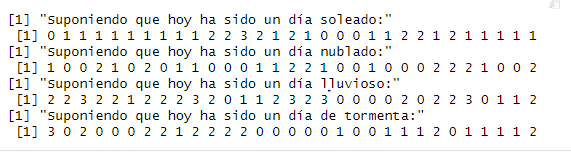 [1] "Suponiendo que hoy ha sido un día soleado:"
[1] 0 1 1 1 1 1 1 1 1 1 1 2 2 3 2 1 2 1 0 0 0 1 1 2 2 1 2 1 1 1 1 1
[1] "Suponiendo que hoy ha sido un día nublado:"
[1] 1 0 0 2 1 0 2 0 1 1 0 0 0 1 1 2 2 1 0 0 1 0 0 0 2 2 2 1 0 0 2
[1] "Suponiendo que hoy ha sido un día lluvioso:"
[1] 2 2 3 2 2 1 2 2 2 3 2 0 1 1 2 3 2 3 0 0 0 0 2 0 2 2 3 0 1 1 2
[1] "Suponiendo que hoy ha sido un día de tormenta:"
[1] 3 0 2 0 0 0 2 2 1 2 2 2 2 0 0 0 0 0 1 0 0 1 1 1 2 0 1 1 1 1 2